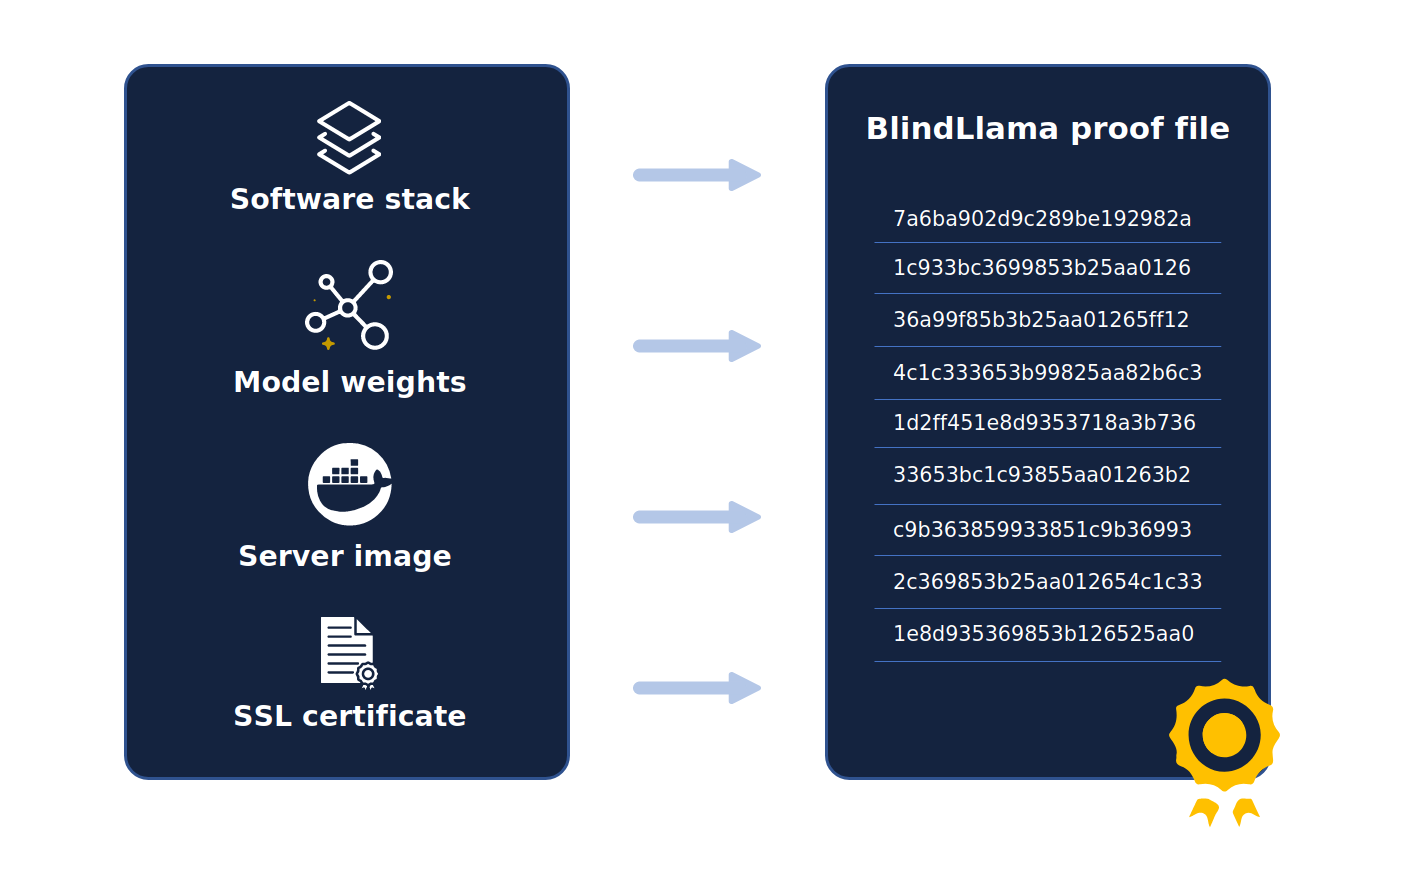 Software stack
Model weights
Server image
SSL certificate
BlindLlama proof file
7a6ba902d9c289be192982a
1c933bc3699853b25aa0126
36a99f85b3b25aa01265ff12
4c1c333653b99825aa82b6c3
1d2ff451e8d9353718a3b736
33653bc1c93855aa01263b2
c9b363859933851c9b36993
2c369853b25aa012654c1c33
1e8d935369853b126525aa0